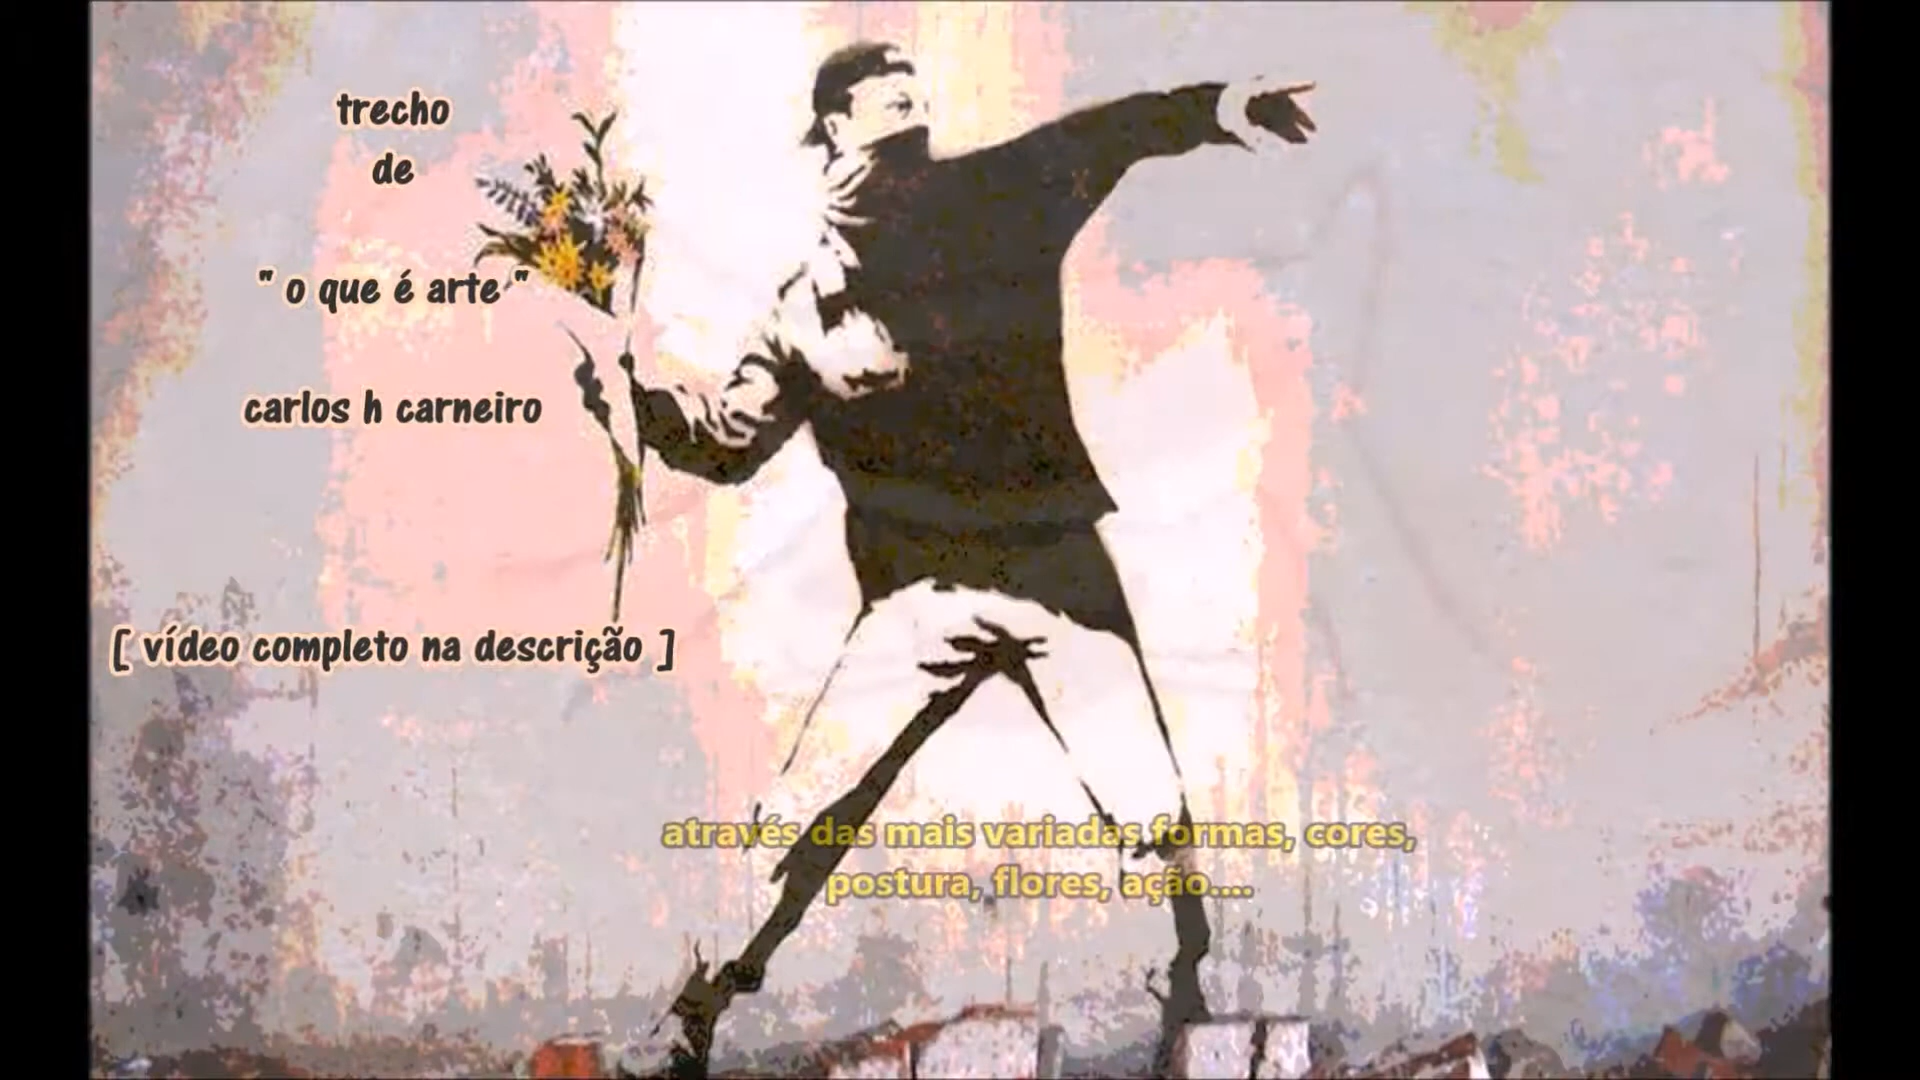 trecho
de
" o que é arte "
carlos h carneiro
[ vídeo completo na descrição ]
através das mais variadas formas, cores,
postura, flores, ação....